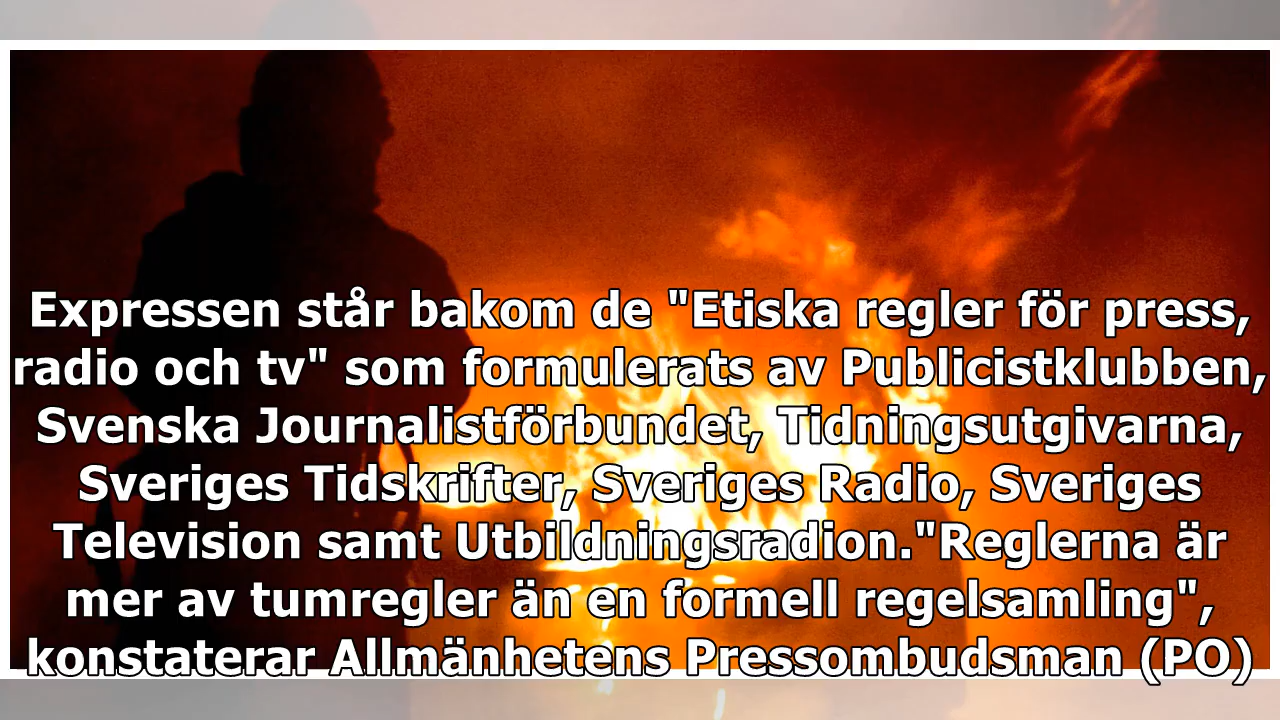 Expressen står bakom de "Etiska regler för press,
radio och tv" som formulerats av Publicistklubben,
Svenska Journalistförbundet, Tidningsutgivarna,
Sveriges Tidskrifter, Sveriges Radio, Sveriges
Television samt Utbildningsradion."Reglerna är
mer av tumregler än en formell regelsamling",
konstaterar Allmänhetens Pressombudsman (PO)